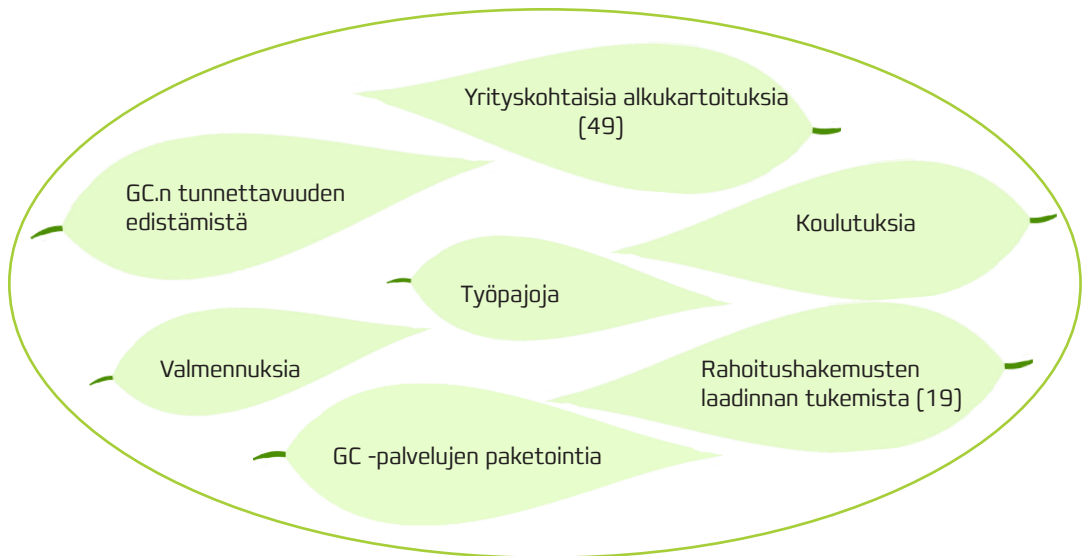 Yrityskohtaisia alkukartoituksia
(49)
GC.n tunnettavuuden
edistämistä
Koulutuksia
Työpajoja
Valmennuksia
Rahoitushakemusten
laadinnan tukemista (19)
GC -palvelujen paketointia